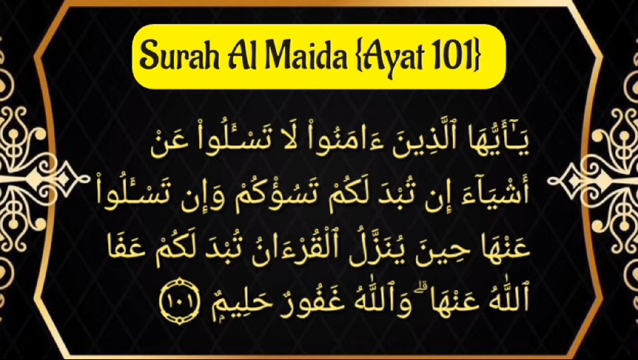 Surah Al Maida {Ayat 101}
يَـٰٓأَيُّهَا ٱلَّذِينَ ءَامَنُوا۟ لَا تَسْـَٔلُوا۟ عَنْ
أَشْيَآءَ إِن تُبْدَ لَكُمْ تَسُؤْكُمْ وَإِن تَسْـَٔلُوا۟
عَنْهَا حِينَ يُنَزَّلُ ٱلْقُرْءَانُ تُبْدَ لَكُمْ عَفَا
ٱللَّهُ عَنْهَا ۗ وَٱللَّهُ غَفُورٌ حَلِيمٌۭ ۝١٠١